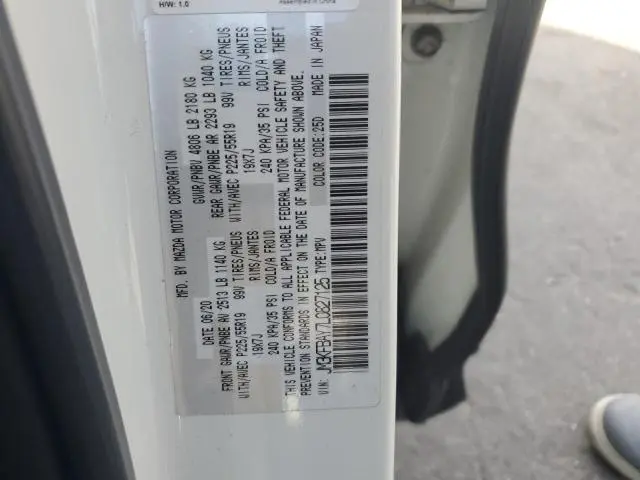 H/W: 1.0
Assembled in China
MFD. BY MAZDA MOTOR CORPORATION
DATE 06/20 GVWR/PNBV 4806 LB 2180 KG
FRONT GAWR/PNBE AV 2513 LB 1140 KG REAR GAWR/PNBE AR 2293 LB 1040 KG
WITH/AVEC P225/55R19 99V TIRES/PNEUS WITH/AVEC P225/55R19 99V TIRES/PNEUS
19X7J RIMS/JANTES 19X7J RIMS/JANTES
240 KPA/35 PSI COLD/A FROID 240 KPA/35 PSI COLD/A FROID
THIS VEHICLE CONFORMS TO ALL APPLICABLE FEDERAL MOTOR VEHICLE SAFETY AND THEFT
PREVENTION STANDARDS IN EFFECT ON THE DATE OF MANUFACTURE SHOWN ABOVE.
VIN: JM3KFBAY7L0827125 TYPE:MPV COLOR CODE:25D MADE IN JAPAN